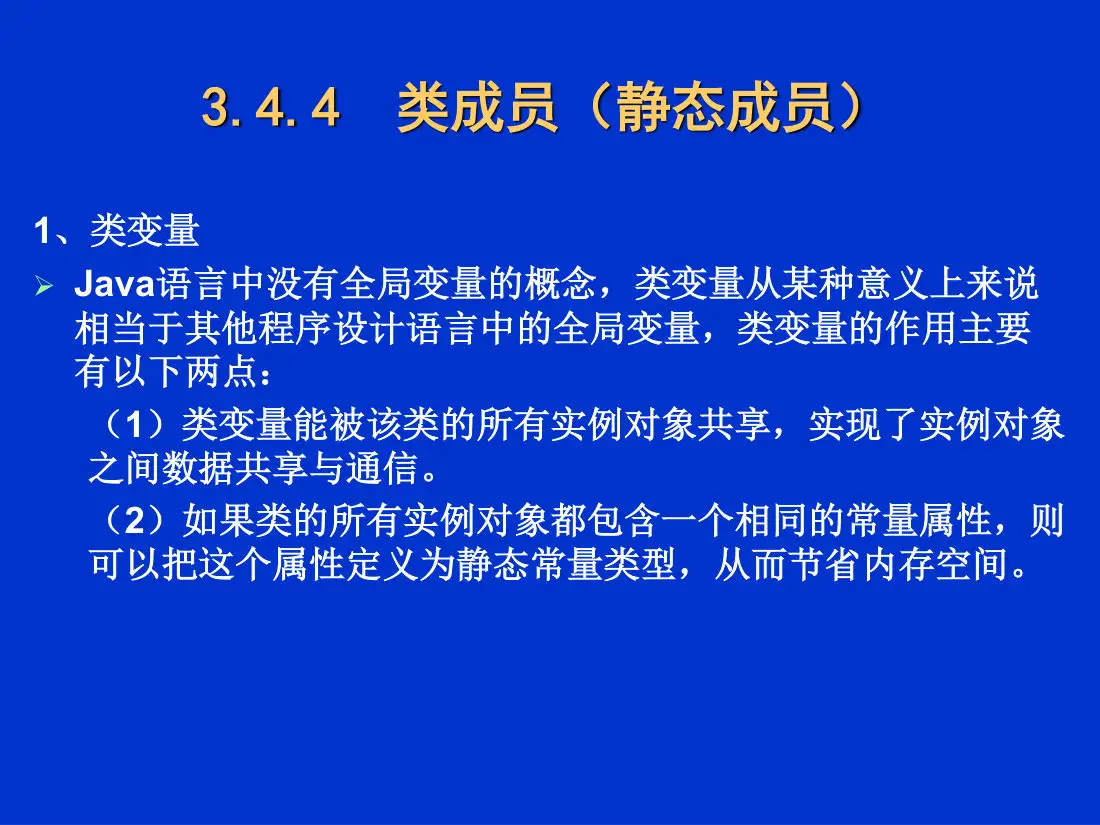 3.4.4 类成员（静态成员）
1、类变量
Java语言中没有全局变量的概念，类变量从某种意义上来说
相当于其他程序设计语言中的全局变量，类变量的作用主要
有以下两点：
（1）类变量能被该类的所有实例对象共享，实现了实例对象
之间数据共享与通信。
（2）如果类的所有实例对象都包含一个相同的常量属性，则
可以把这个属性定义为静态常量类型，从而节省内存空间。